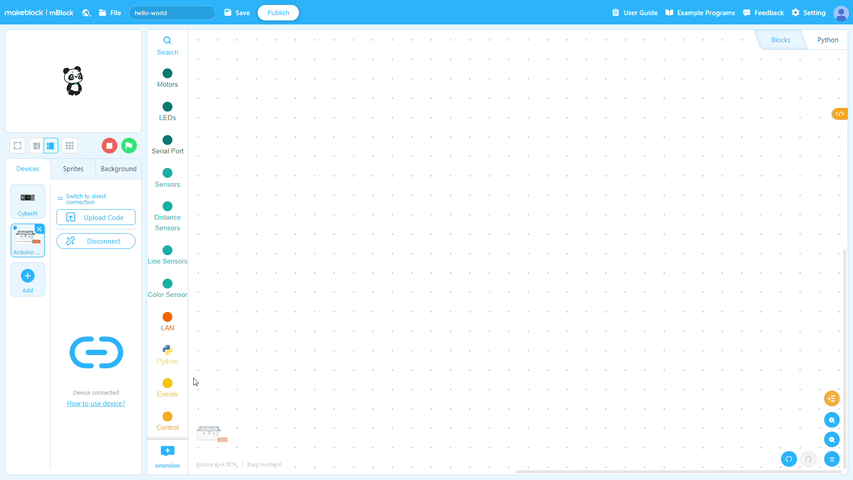 makeblock | mBlock
File
hello-world
Save
Publish
User Guide
Example Programs
Feedback
Setting
Search
Motors
LEDs
Serial Port
Sensors
Distance
Sensors
Line Sensors
Color Sensor
LAN
Python
Events
Control
extension
Blocks
Python
Devices
Sprites
Background
CyberPi
Arduino ...
Add
Switch to direct
connection
Upload Code
Disconnect
Device connected
How to use device?